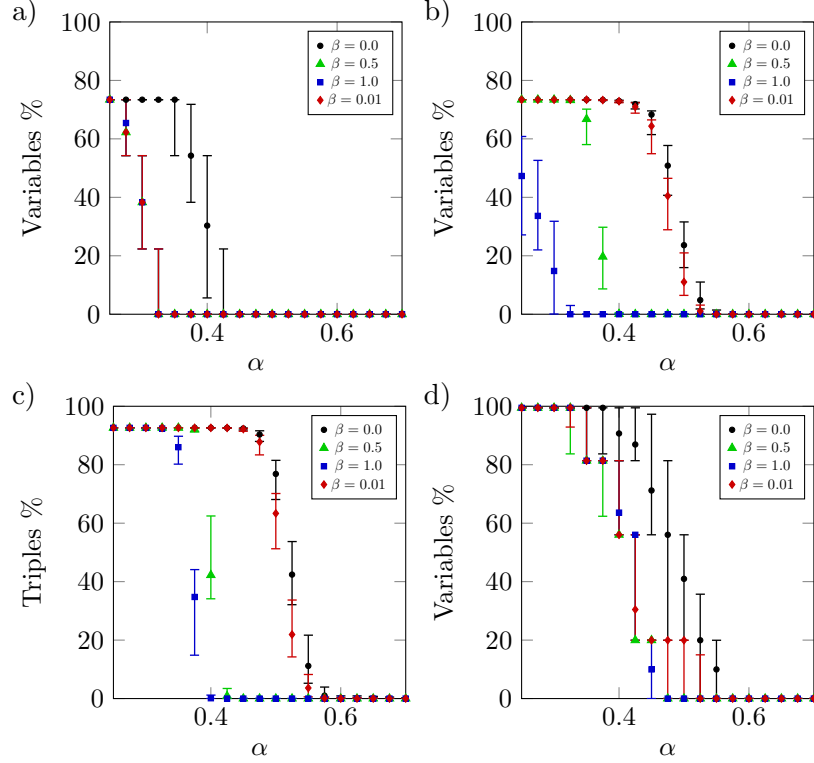 a)
100
80
60
40
20
0
0.4
0.6
Variables %
α
β = 0.0
β = 0.5
β = 1.0
β = 0.01
b)
100
80
60
40
20
0
0.4
0.6
Variables %
α
β = 0.0
β = 0.5
β = 1.0
β = 0.01
c)
100
80
60
40
20
0
0.4
0.6
Triples %
α
β = 0.0
β = 0.5
β = 1.0
β = 0.01
d)
100
80
60
40
20
0
0.4
0.6
Variables %
α
β = 0.0
β = 0.5
β = 1.0
β = 0.01